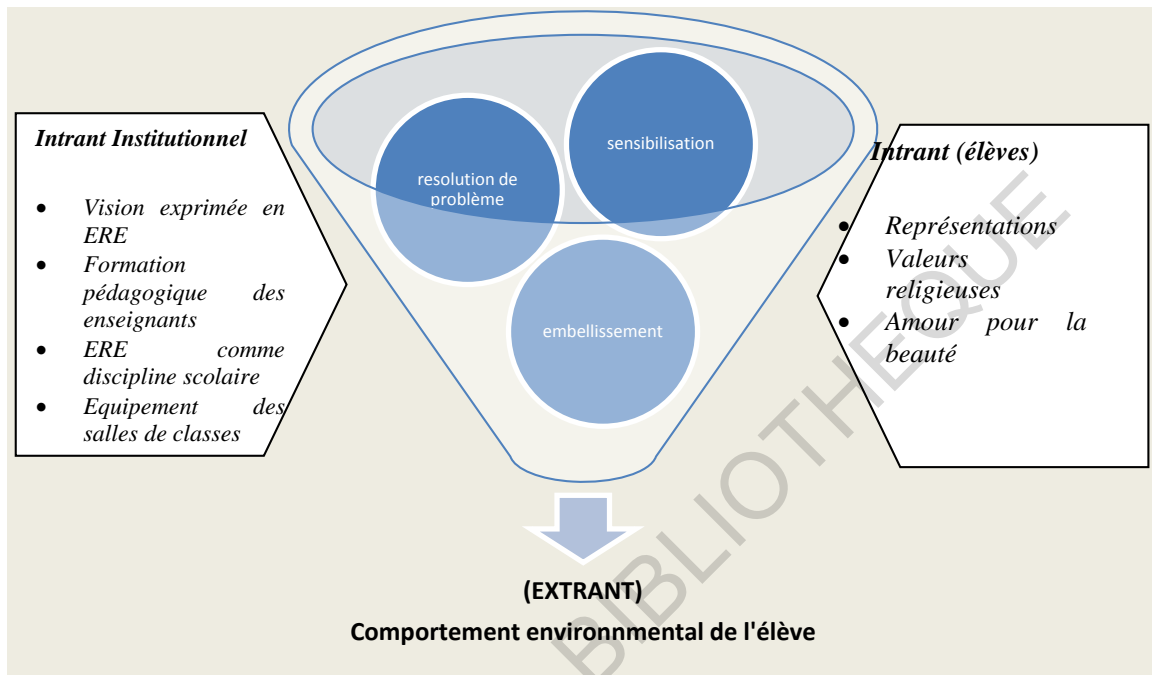 Intrant Institutionnel
• Vision exprimée en
ERE
• Formation
pédagogique des
enseignants
• ERE comme
discipline scolaire
• Equipement des
salles de classes
resolution de
problème
sensibilisation
embellissement
Intrant (élèves)
• Représentations
• Valeurs
religieuses
• Amour pour la
beauté
(EXTRANT)
Comportement environnmental de l'élève
BIBLIOTHEQUE